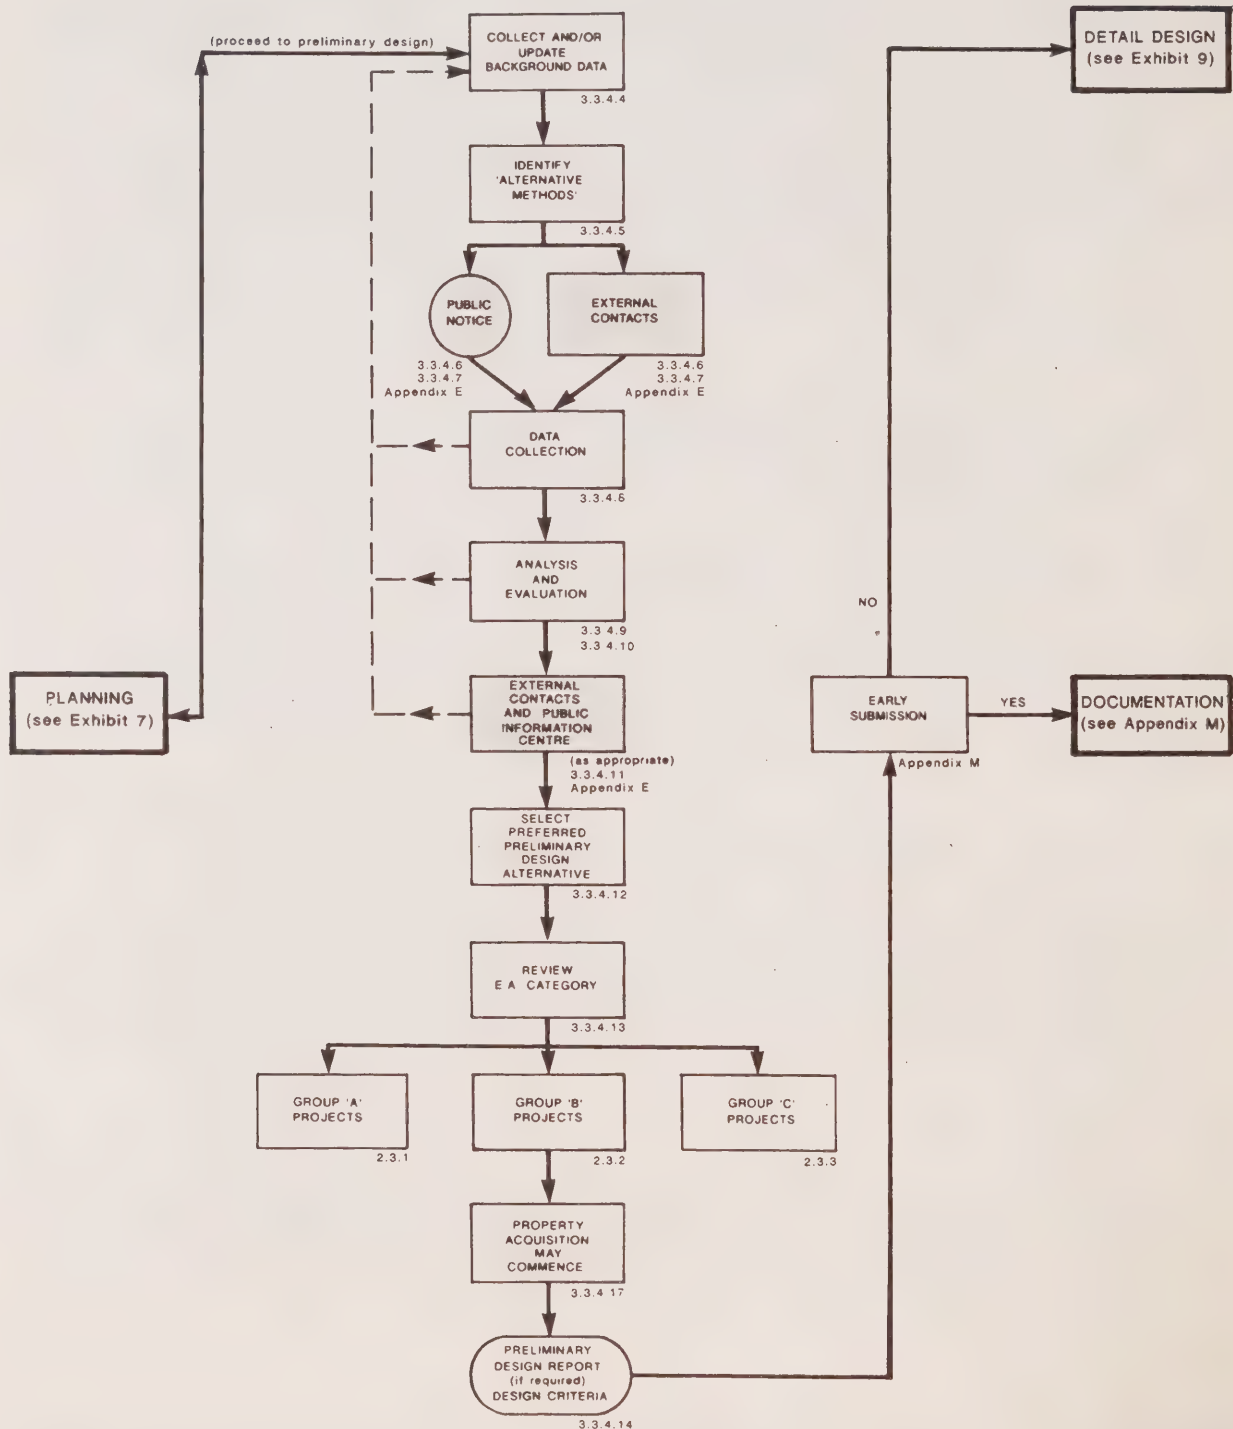 (proceed to preliminary design)
COLLECT AND/OR
UPDATE
BACKGROUND DATA
3.3.4.4
DETAIL DESIGN
(see Exhibit 9)
IDENTIFY
'ALTERNATIVE
METHODS'
3.3.4.5
PUBLIC
NOTICE
3.3.4.6
3.3.4.7
Appendix E
EXTERNAL
CONTACTS
3.3.4.6
3.3.4.7
Appendix E
DATA
COLLECTION
3.3.4.6
ANALYSIS
AND
EVALUATION
3.3 4.9
3.3 4.10
NO
PLANNING
(see Exhibit 7)
EXTERNAL
CONTACTS
AND PUBLIC
INFORMATION
CENTRE
(as appropriate)
3.3.4.11
Appendix E
EARLY
SUBMISSION
Appendix M
YES
DOCUMENTATION
(see Appendix M)
SELECT
PREFERRED
PRELIMINARY
DESIGN
ALTERNATIVE
3.3.4.12
REVIEW
E A CATEGORY
3.3.4.13
GROUP 'A'
PROJECTS
2.3.1
GROUP 'B'
PROJECTS
2.3.2
GROUP 'C'
PROJECTS
2.3.3
PROPERTY
ACQUISITION
MAY
COMMENCE
3.3.4 17
PRELIMINARY
DESIGN REPORT
(if required)
DESIGN CRITERIA
3.3.4.14